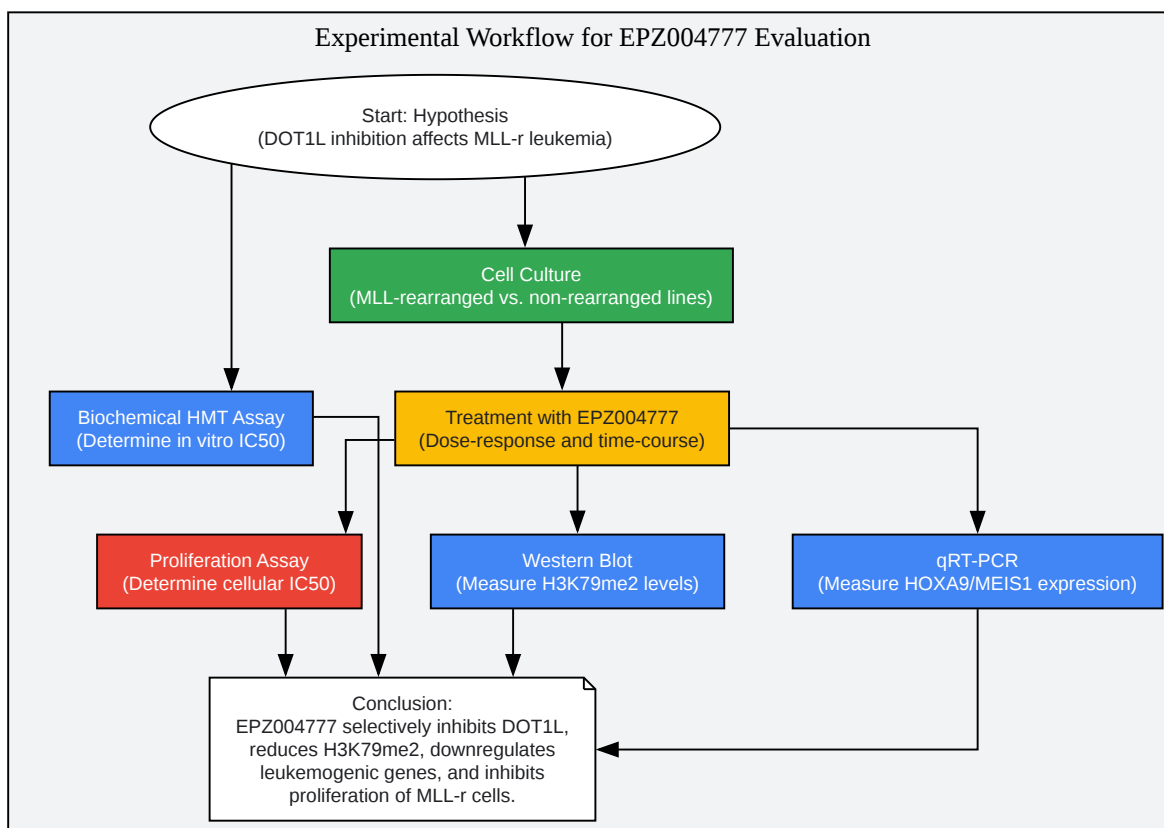 Experimental Workflow for EPZ004777 Evaluation
Start: Hypothesis
(DOT1L inhibition affects MLL-r leukemia)
Cell Culture
(MLL-rearranged vs. non-rearranged lines)
Biochemical HMT Assay
(Determine in vitro IC50)
Treatment with EPZ004777
(Dose-response and time-course)
Proliferation Assay
(Determine cellular IC50)
Western Blot
(Measure H3K79me2 levels)
qRT-PCR
(Measure HOXA9/MEIS1 expression)
Conclusion:
EPZ004777 selectively inhibits DOT1L,
reduces H3K79me2, downregulates
leukemogenic genes, and inhibits
proliferation of MLL-r cells.